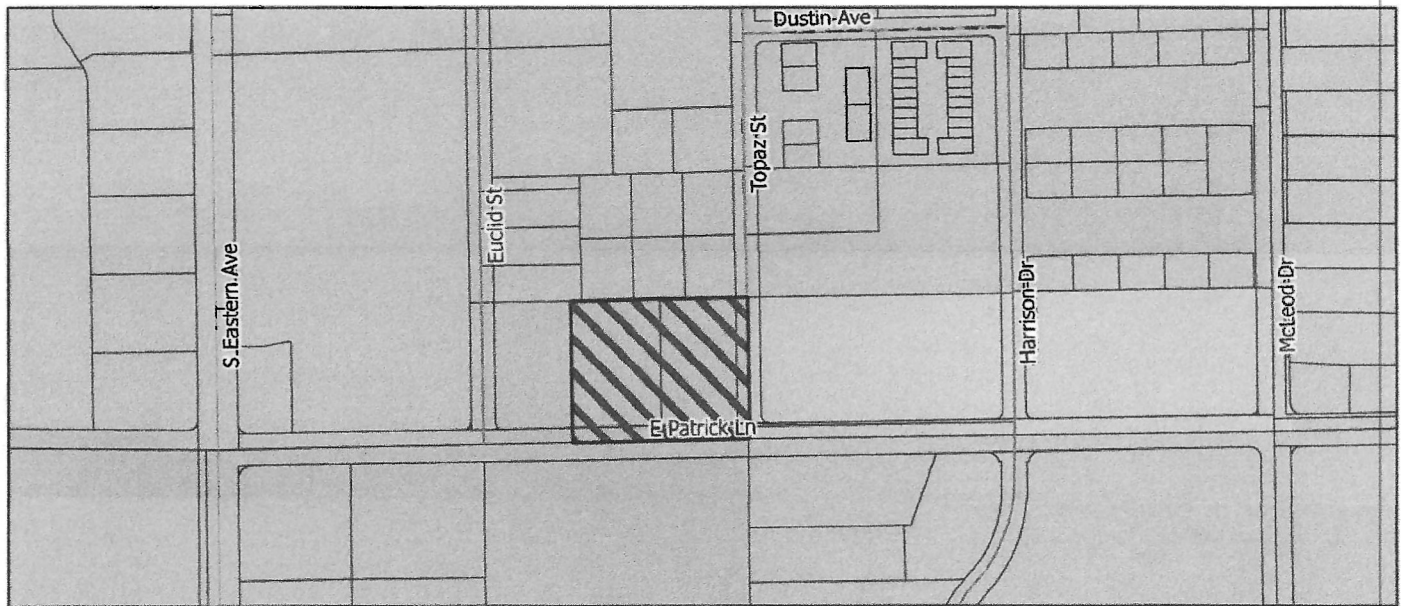 Dustin Ave
Topaz St
Euclid St
S Eastern Ave
Harrison Dr
McLeod Dr
E Patrick Ln